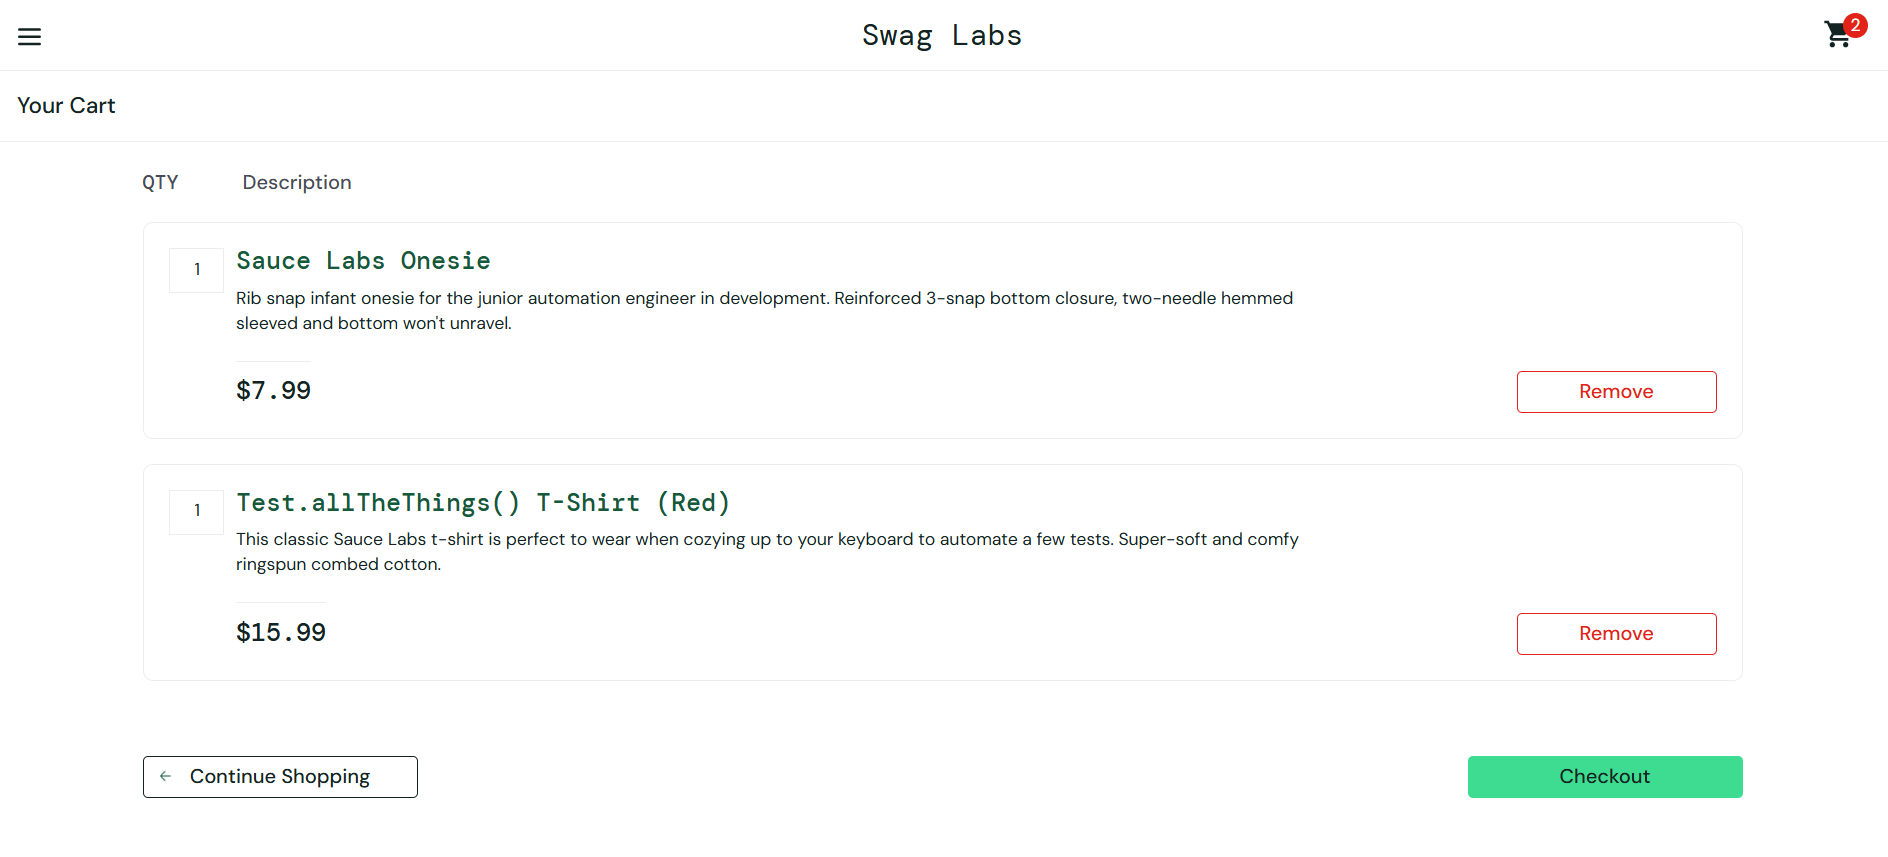 Swag Labs
2
Your Cart
QTY Description
1
Sauce Labs Onesie
Rib snap infant onesie for the junior automation engineer in development. Reinforced 3-snap bottom closure, two-needle hemmed
sleeved and bottom won't unravel.
$7.99
Remove
1
Test.allTheThings() T-Shirt (Red)
This classic Sauce Labs t-shirt is perfect to wear when cozying up to your keyboard to automate a few tests. Super-soft and comfy
ringspun combed cotton.
$15.99
Remove
Continue Shopping
Checkout